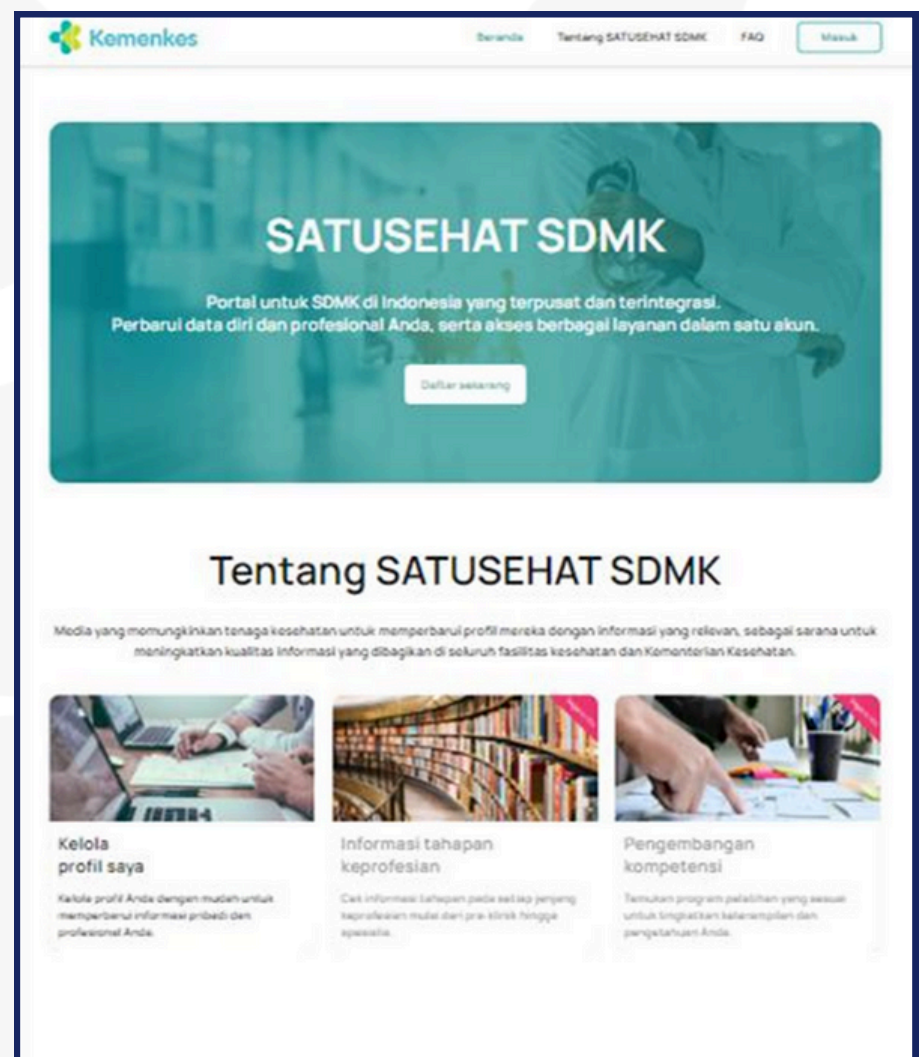 Kemenkes
Beranda Tentang SATUSEHAT SDMK FAQ Masuk
SATUSEHAT SDMK
Portal untuk SDMK di Indonesia yang terpusat dan terintegrasi.
Perbarui data diri dan profesional Anda, serta akses berbagai layanan dalam satu akun.
Daftar sekarang
Tentang SATUSEHAT SDMK
Media yang memungkinkan tenaga kesehatan untuk memperbarui profil mereka dengan informasi yang relevan, sebagai sarana untuk
meningkatkan kualitas informasi yang dibagikan di seluruh fasilitas kesehatan dan Kementerian Kesehatan.
Kelola
profil saya
Kelola profil Anda dengan mudah untuk
memperbarui informasi pribadi dan
profesional Anda.
Informasi tahapan
keprofesian
Cek informasi tahapan pada setiap jenjang
keprofesian mulai dari pra-klinik hingga
spesialis.
Pengembangan
kompetensi
Temukan program pelatihan yang sesuai
untuk tingkatkan keterampilan dan
pengetahuan Anda.